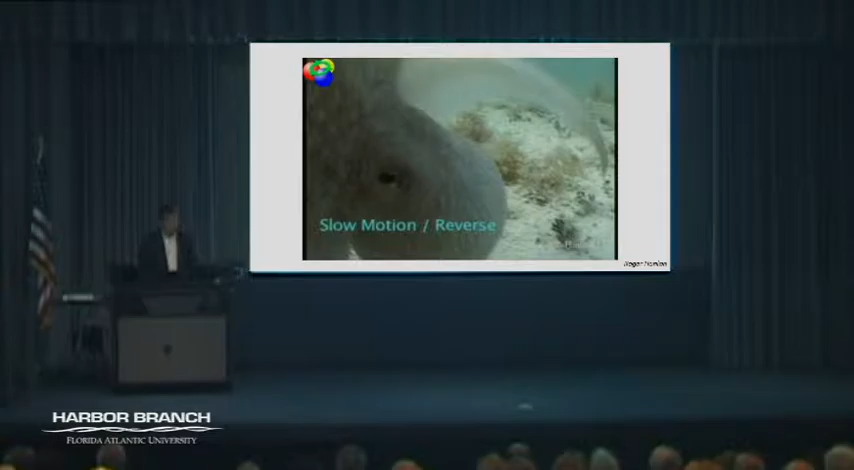 Slow Motion / Reverse
Roger Hanlon
HARBOR BRANCH
FLORIDA ATLANTIC UNIVERSITY